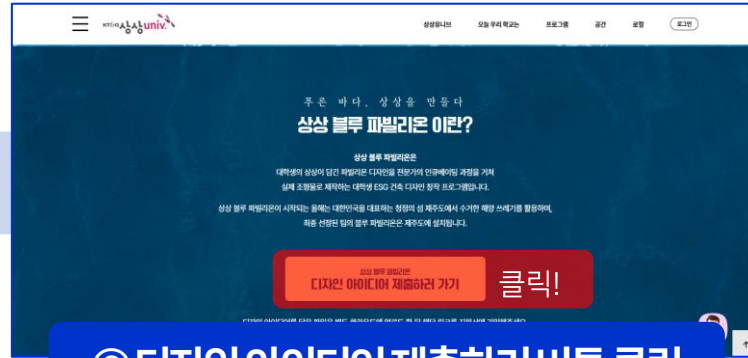 KT&G 상상univ.
상상유니브 오늘 우리 학교는 프로그램 공간 로컬 로그인
푸른 바다, 상상을 만들다
상상 블루 파빌리온 이란?
상상 블루 파빌리온은
대학생의 상상이 담긴 파빌리온 디자인을 전문가의 인큐베이팅 과정을 거쳐
실제 조형물로 제작하는 대학생 ESG 건축 디자인 창작 프로그램입니다.
상상 블루 파빌리온이 시작되는 올해는 대한민국을 대표하는 청정의 섬 제주도에서 수거한 해양 쓰레기를 활용하며,
최종 선정된 팀의 블루 파빌리온은 제주도에 설치됩니다.
상상 블루 파빌리온
디자인 아이디어 제출하러 가기
클릭!